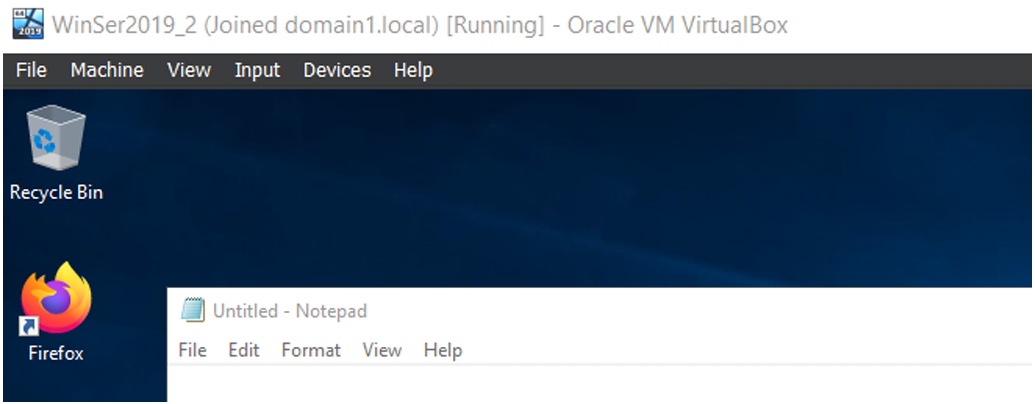 64
2019
WinSer2019_2 (Joined domain1.local) [Running] - Oracle VM VirtualBox
File Machine View Input Devices Help
Recycle Bin
Firefox
Untitled - Notepad
File Edit Format View Help